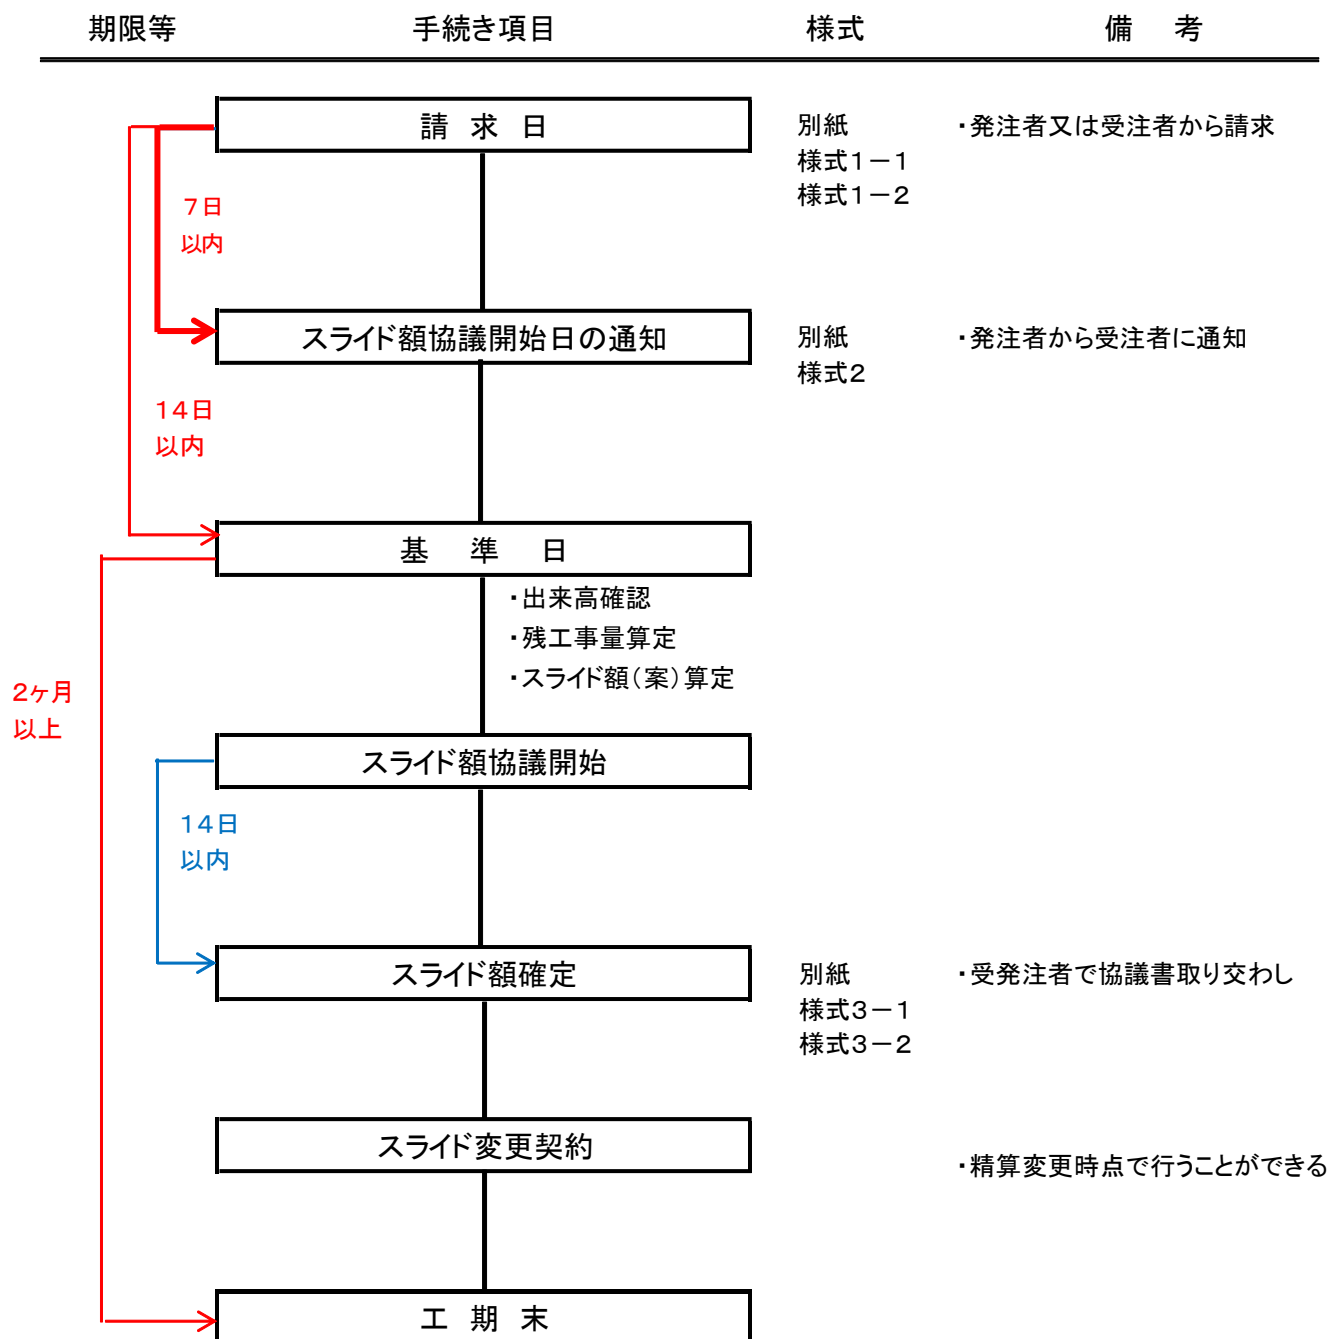 期限等 手続き項目 様式 備 考
請 求 日 別紙 ・発注者又は受注者から請求
様式1－1
様式1－2
7日
以内
スライド額協議開始日の通知 別紙 ・発注者から受注者に通知
様式2
14日
以内
基 準 日
・出来高確認
・残工事量算定
・スライド額（案）算定
2ヶ月
以上
スライド額協議開始
14日
以内
スライド額確定 別紙 ・受発注者で協議書取り交わし
様式3－1
様式3－2
スライド変更契約
・精算変更時点で行うことができる
工 期 末